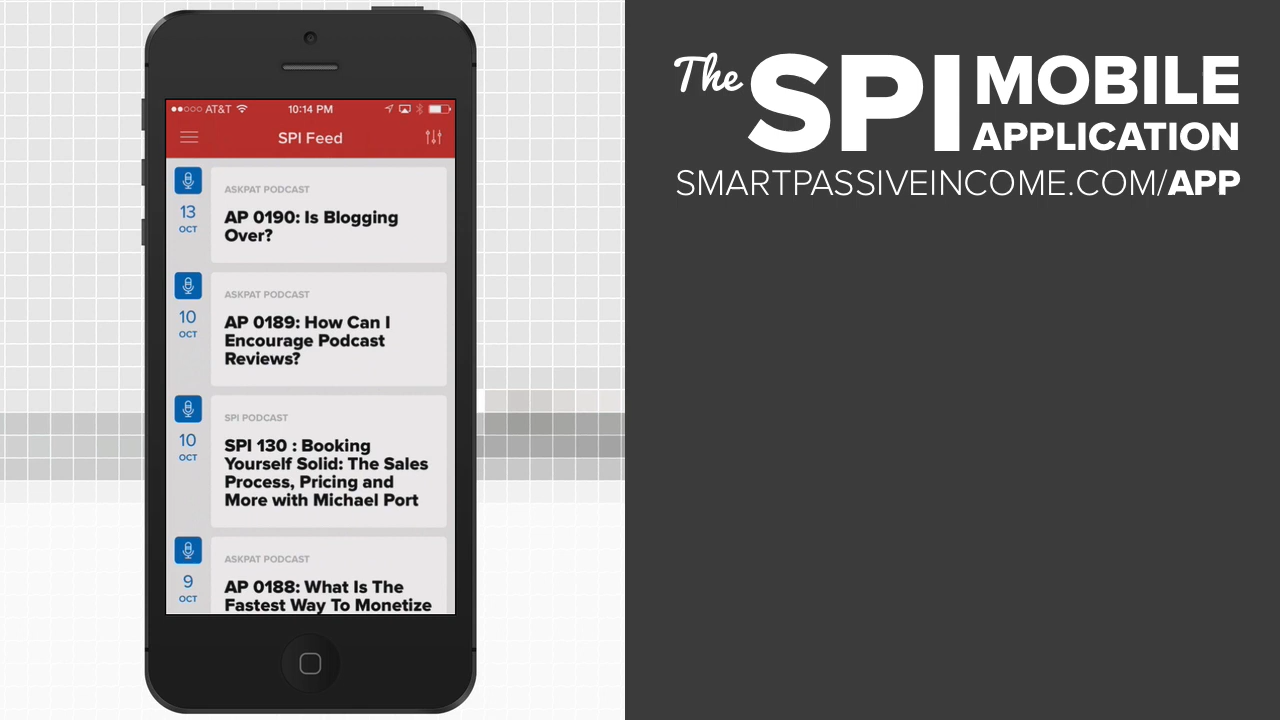 AT&T 10:14 PM
SPI Feed
13
OCT
ASKPAT PODCAST
AP 0190: Is Blogging
Over?
10
OCT
ASKPAT PODCAST
AP 0189: How Can I
Encourage Podcast
Reviews?
10
OCT
SPI PODCAST
SPI 130 : Booking
Yourself Solid: The Sales
Process, Pricing and
More with Michael Port
9
OCT
ASKPAT PODCAST
AP 0188: What Is The
Fastest Way To Monetize
The SPI MOBILE
APPLICATION
SMARTPASSIVEINCOME.COM/APP